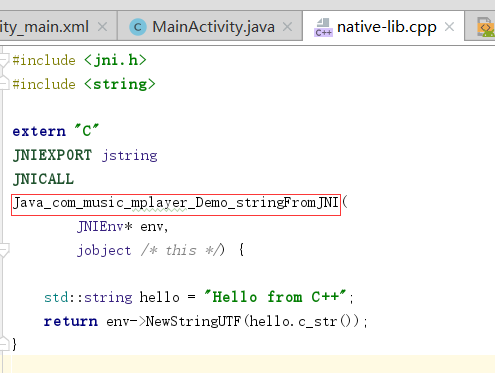 ity_main.xml × MainActivity.java × native-lib.cpp ×
#include <jni.h>
#include <string>
extern "C"
JNIEXPORT jstring
JNICALL
Java_com_music_mplayer_Demo_stringFromJNI(
JNIEnv* env,
jobject /* this */) {
std::string hello = "Hello from C++";
return env->NewStringUTF(hello.c_str());
}